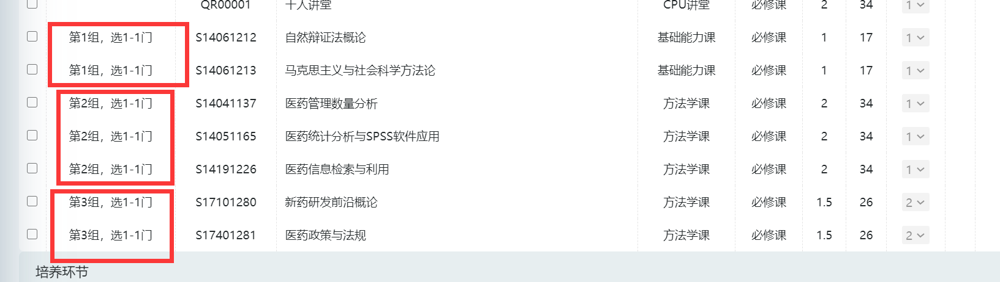 QR00001 十人讲堂 CPU讲堂 必修课 2 34 1
第1组，选1-1门 S14061212 自然辩证法概论 基础能力课 必修课 1 17 1
第1组，选1-1门 S14061213 马克思主义与社会科学方法论 基础能力课 必修课 1 17 1
第2组，选1-1门 S14041137 医药管理数量分析 方法学课 必修课 2 34 1
第2组，选1-1门 S14051165 医药统计分析与SPSS软件应用 方法学课 必修课 2 34 1
第2组，选1-1门 S14191226 医药信息检索与利用 方法学课 必修课 2 34 1
第3组，选1-1门 S17101280 新药研发前沿概论 方法学课 必修课 1.5 26 2
第3组，选1-1门 S17401281 医药政策与法规 方法学课 必修课 1.5 26 2
培养环节